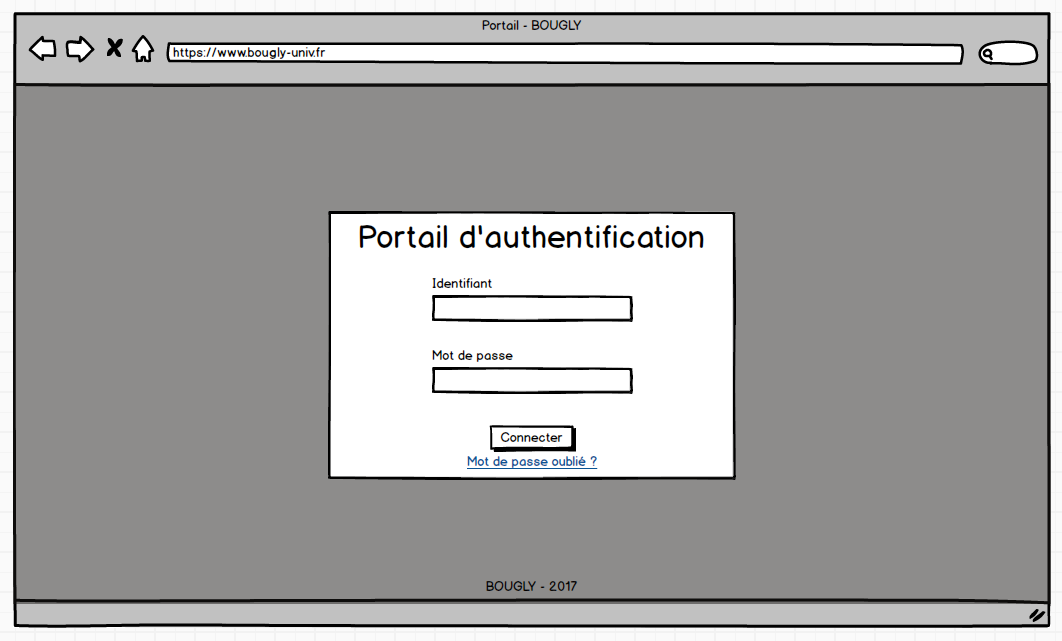 Portail - BOUGLY
https://www.bougly-univ.fr
Portail d'authentification
Identifiant
Mot de passe
Connecter
Mot de passe oublié ?
BOUGLY - 2017